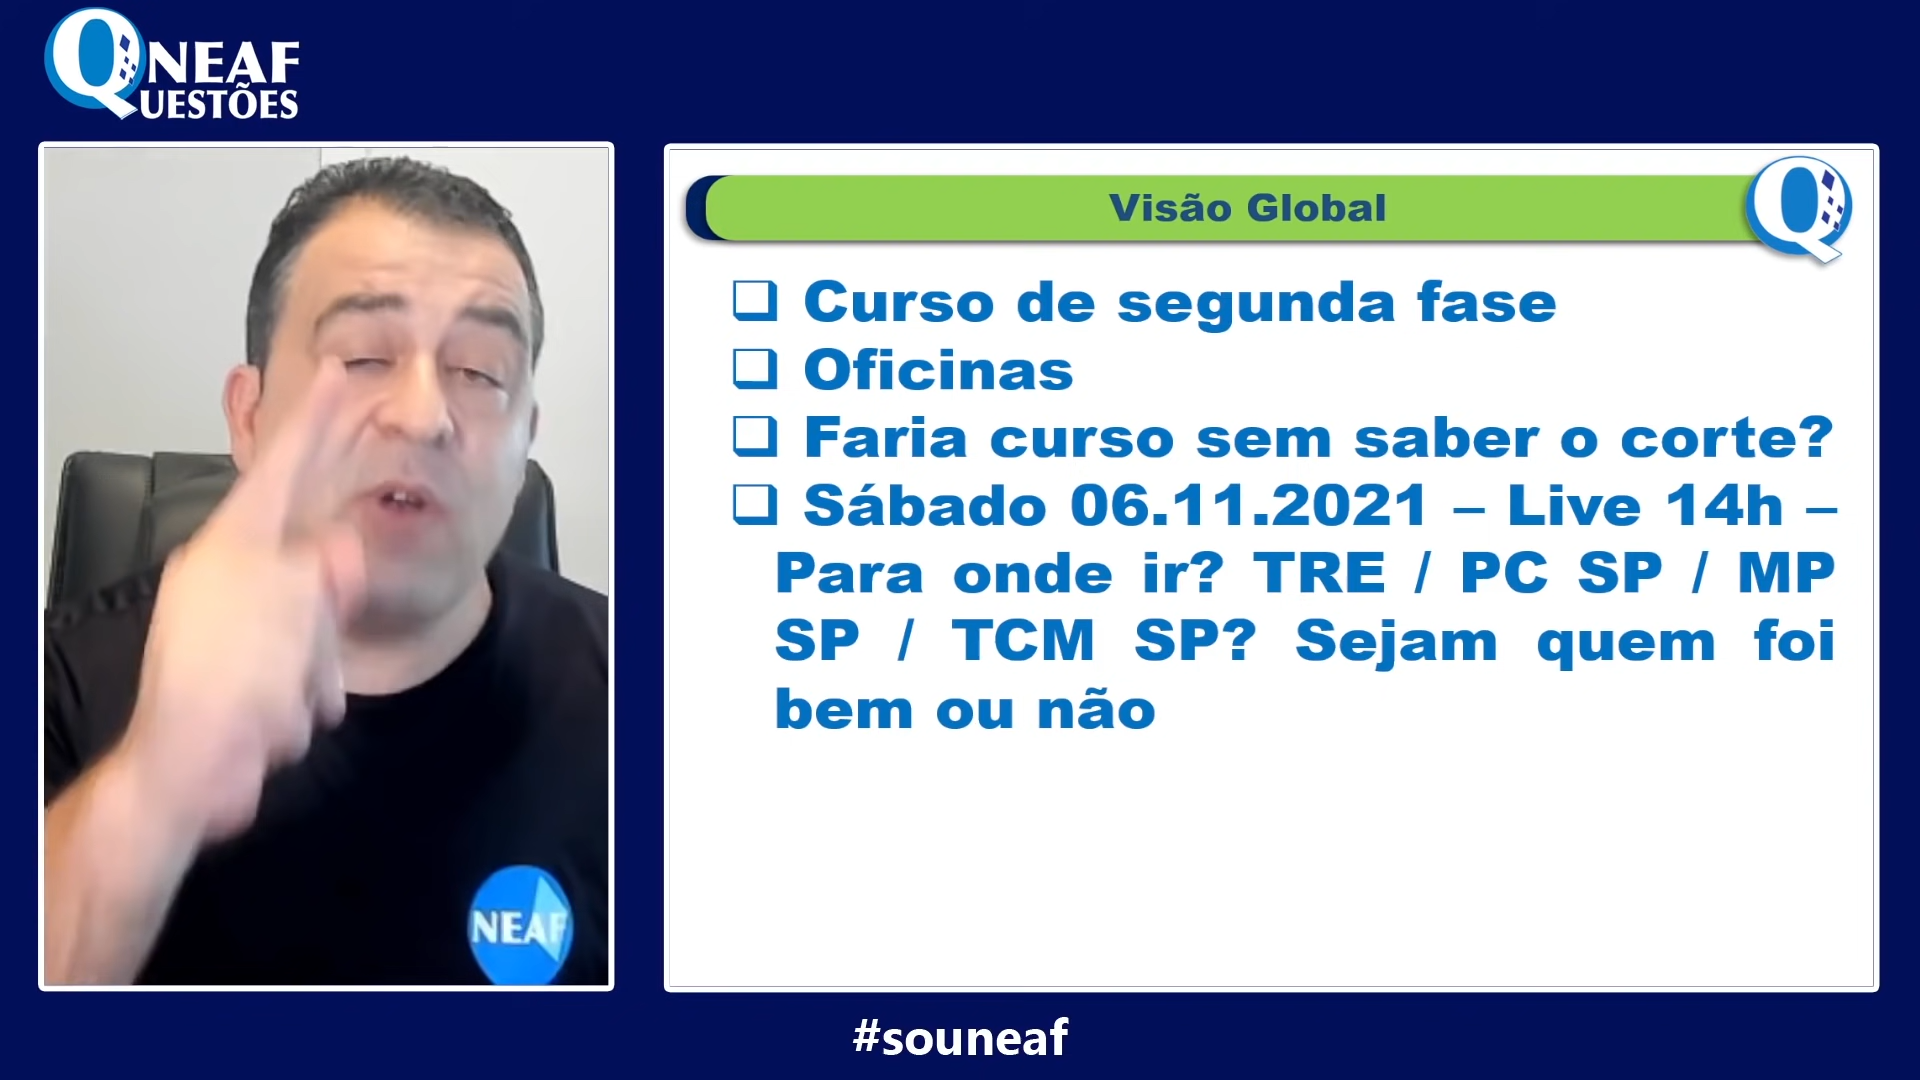 QNEAF
QUESTÕES
Visão Global
❑ Curso de segunda fase
❑ Oficinas
❑ Faria curso sem saber o corte?
❑ Sábado 06.11.2021 – Live 14h –
Para onde ir? TRE / PC SP / MP
SP / TCM SP? Sejam quem foi
bem ou não
Q
NEAF
#souneaf